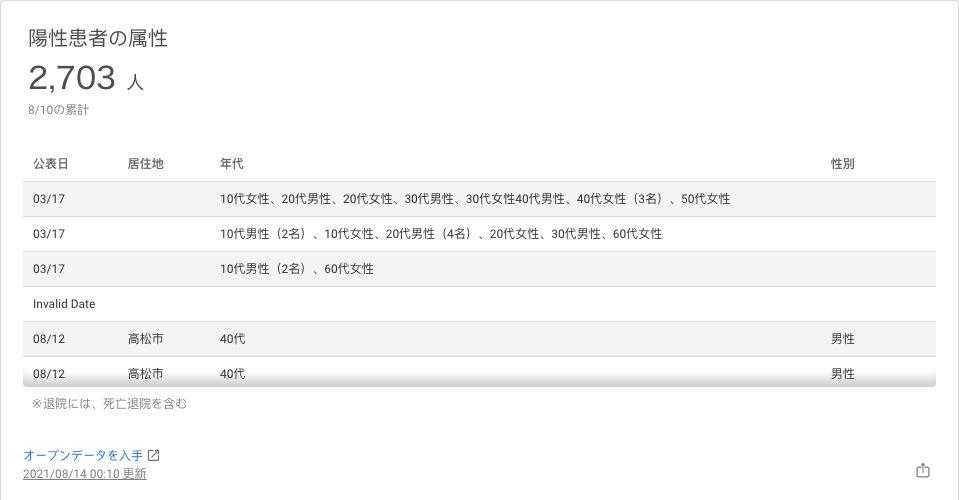 陽性患者の属性
2,703 人
8/10の累計
公表日 居住地 年代 性別
03/17 10代女性、20代男性、20代女性、30代男性、30代女性40代男性、40代女性（3名）、50代女性
03/17 10代男性（2名）、10代女性、20代男性（4名）、20代女性、30代男性、60代女性
03/17 10代男性（2名）、60代女性
Invalid Date
08/12 高松市 40代 男性
08/12 高松市 40代 男性
※退院には、死亡退院を含む
オープンデータを入手
2021/08/14 00:10 更新